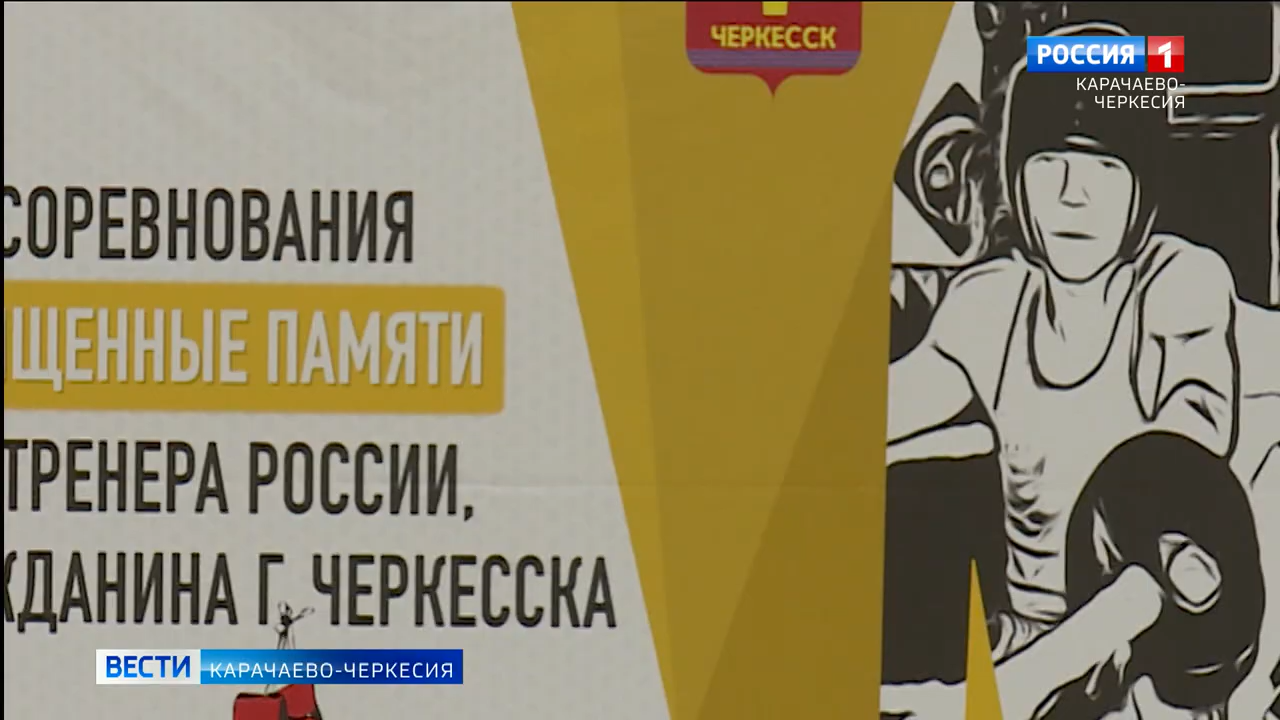 ЧЕРКЕССК
РОССИЯ 1
КАРАЧАЕВО-
ЧЕРКЕСИЯ
СОРЕВНОВАНИЯ
ЩЕННЫЕ ПАМЯТИ
ТРЕНЕРА РОССИИ,
ЖДАНИНА Г. ЧЕРКЕССКА
ВЕСТИ КАРАЧАЕВО-ЧЕРКЕСИЯ